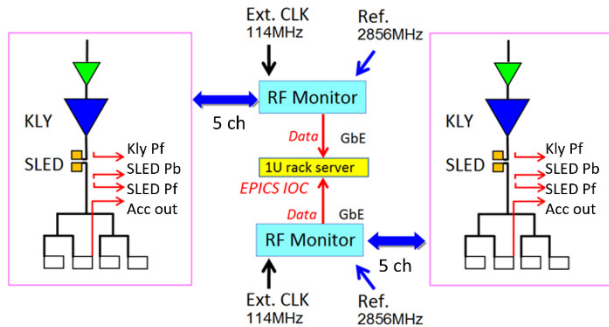 Ext. CLK
114MHz
Ref.
2856MHz
KLY
SLED
Kly Pf
SLED Pb
SLED Pf
Acc out
5 ch
RF Monitor
Data
GbE
1U rack server
EPICS IOC
Data
GbE
RF Monitor
5 ch
Ext. CLK
114MHz
Ref.
2856MHz
KLY
SLED
Kly Pf
SLED Pb
SLED Pf
Acc out